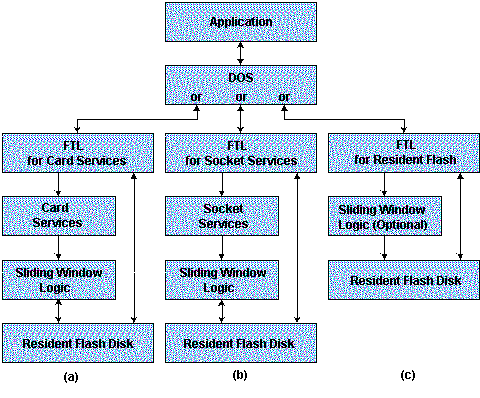 Application
DOS
or or or
FTL
for Card Services
FTL
for Socket Services
FTL
for Resident Flash
Card
Services
Socket
Services
Sliding Window
Logic (Optional)
Sliding Window
Logic
Sliding Window
Logic
Resident Flash Disk
Resident Flash Disk
Resident Flash Disk
(a) (b) (c)